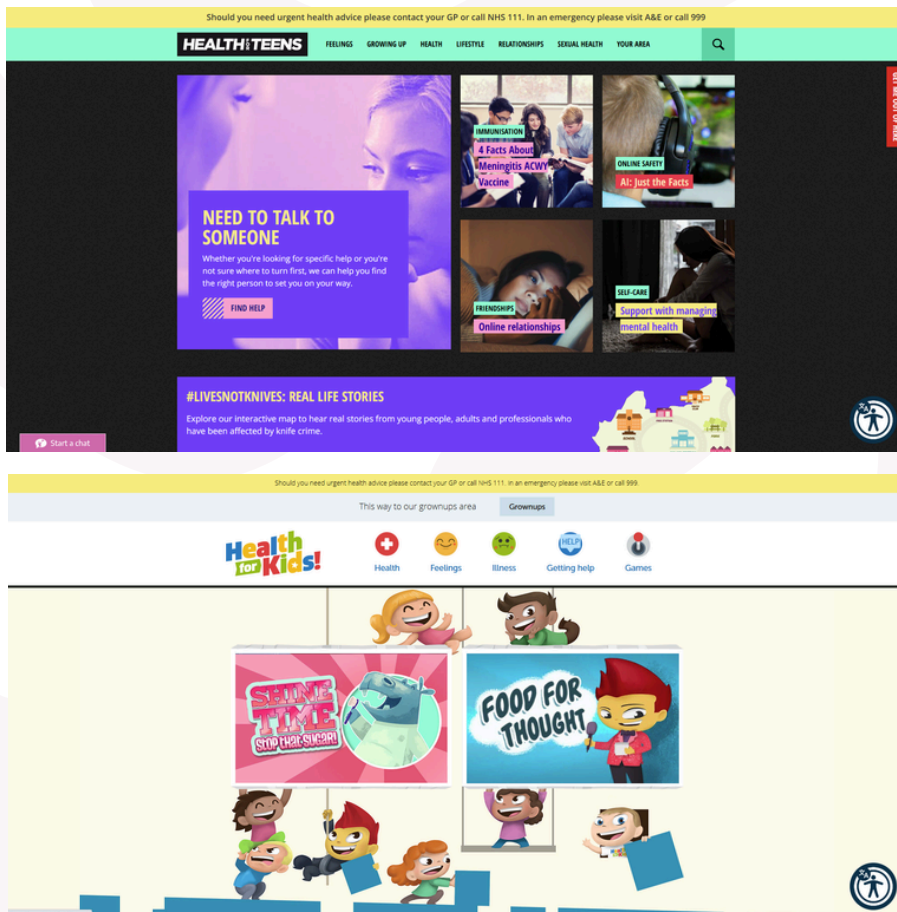 Should you need urgent health advice please contact your GP or call NHS 111. In an emergency please visit A&E or call 999
HEALTH FOR TEENS
FEELINGS GROWING UP HEALTH LIFESTYLE RELATIONSHIPS SEXUAL HEALTH YOUR AREA
GET ME OUT OF HERE
IMMUNISATION
4 Facts About
Meningitis ACWY
Vaccine
ONLINE SAFETY
AI: Just the Facts
NEED TO TALK TO
SOMEONE
Whether you're looking for specific help or you're
not sure where to turn first, we can help you find
the right person to set you on your way.
FIND HELP
FRIENDSHIPS
Online relationships
SELF-CARE
Support with managing
mental health
#LIVESNOTKNIVES: REAL LIFE STORIES
Explore our interactive map to hear real stories from young people, adults and professionals who
have been affected by knife crime.
Start a chat
Should you need urgent health advice please contact your GP or call NHS 111. In an emergency please visit A&E or call 999.
This way to our grownups area Grownups
Health
for Kids!
HELP
Health Feelings Illness Getting help Games
SHINE
TIME
STOP THAT SUGAR!
FOOD FOR
THOUGHT